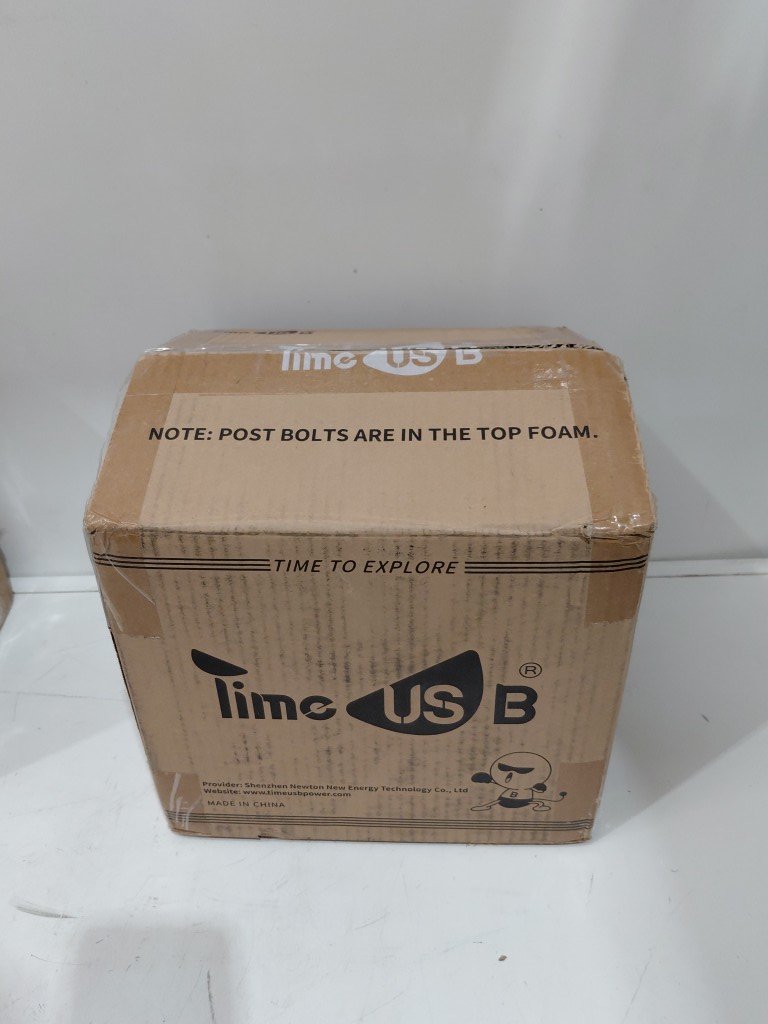 Time USB
NOTE: POST BOLTS ARE IN THE TOP FOAM.
TIME TO EXPLORE
Time USB®
Provider: Shenzhen Newton New Energy Technology Co., Ltd
Website: www.timeusbpower.com
MADE IN CHINA
B